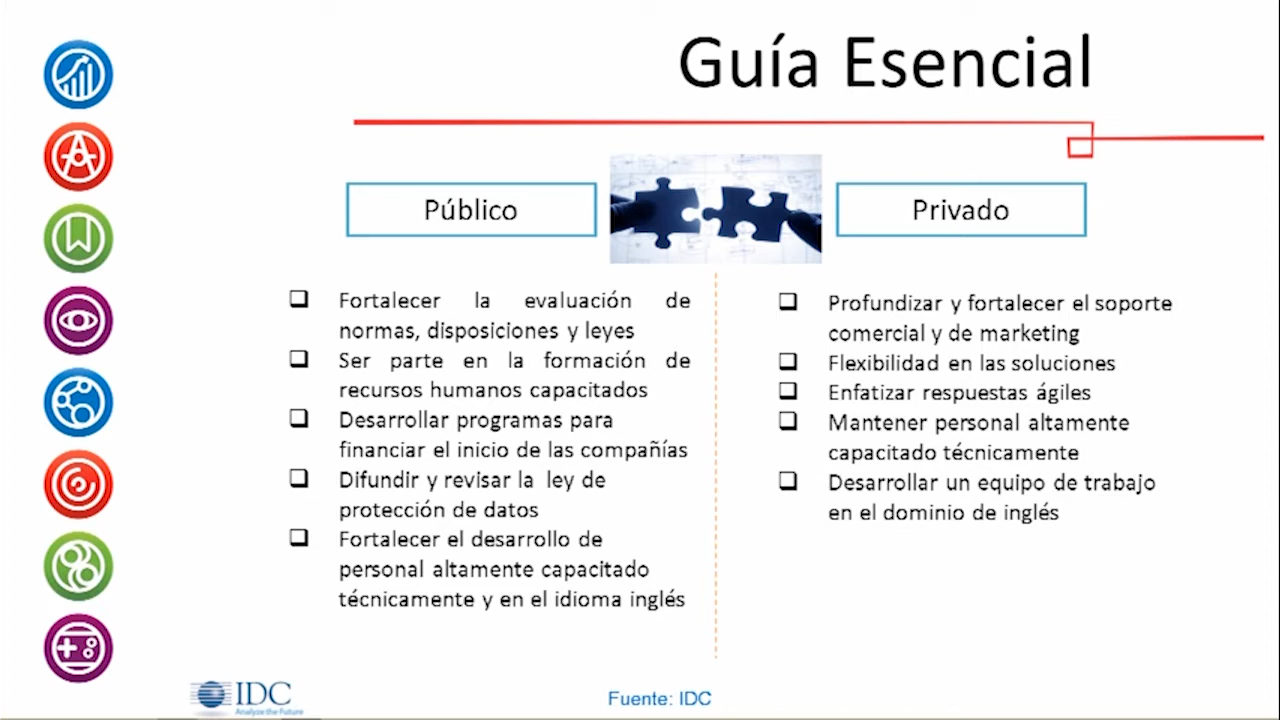 Guía Esencial
Público
Privado
Fortalecer la evaluación de
normas, disposiciones y leyes
Ser parte en la formación de
recursos humanos capacitados
Desarrollar programas para
financiar el inicio de las compañías
Difundir y revisar la ley de
protección de datos
Fortalecer el desarrollo de
personal altamente capacitado
técnicamente y en el idioma inglés
Profundizar y fortalecer el soporte
comercial y de marketing
Flexibilidad en las soluciones
Enfatizar respuestas ágiles
Mantener personal altamente
capacitado técnicamente
Desarrollar un equipo de trabajo
en el dominio de inglés
IDC
Analyze the Future
Fuente: IDC